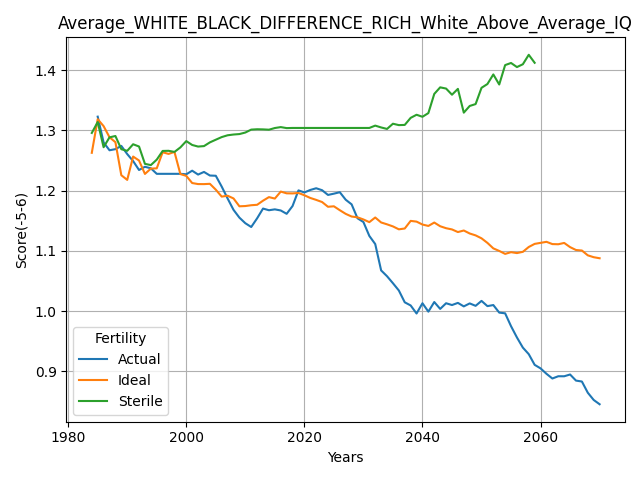 Average_WHITE_BLACK_DIFFERENCE_RICH_White_Above_Average_IQ
Score(-5-6)
1.4
1.3
1.2
1.1
1.0
0.9
Fertility
Actual
Ideal
Sterile
1980
2000
2020
2040
2060
Years